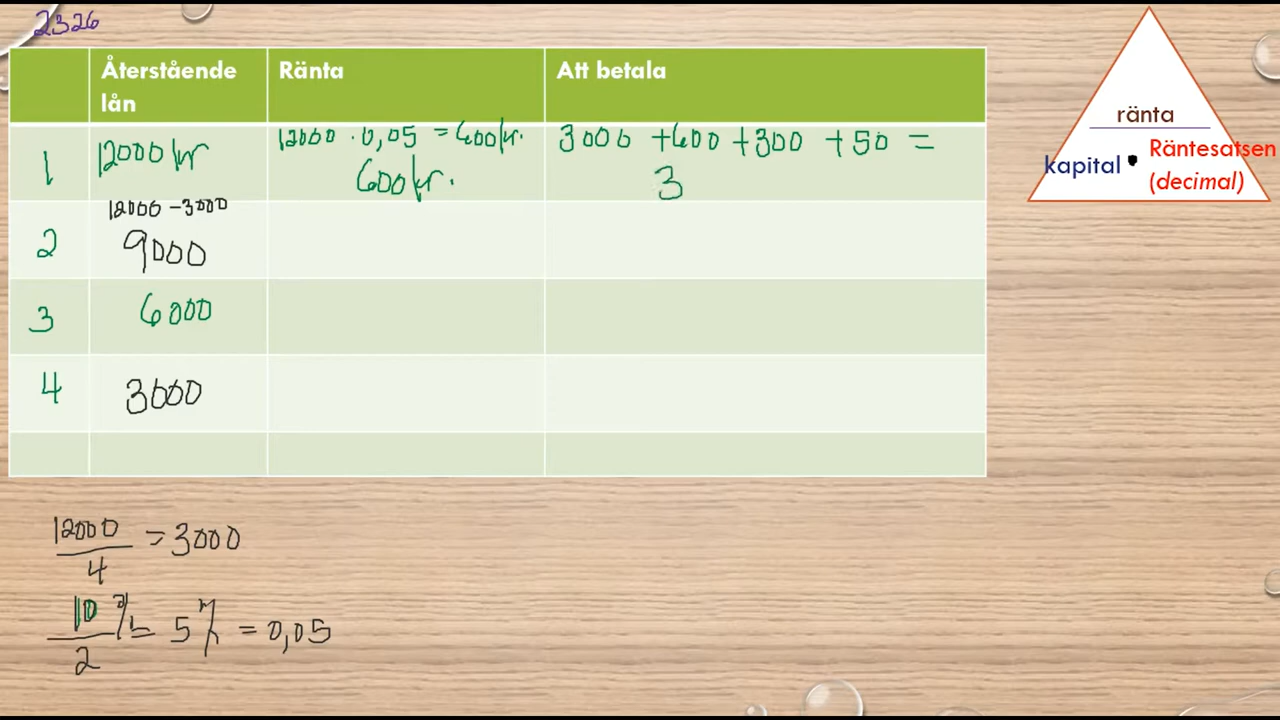 2326
Återstående lån
Ränta
Att betala
1
12000 kr
12000 · 0,05 = 600 kr.
600 kr.
3000 + 600 + 300 + 50 =
3
2
12000 - 3000
9000
3
6000
4
3000
12000
4
= 3000
10 %
2
= 5 % = 0,05
ränta
kapital · Räntesatsen
(decimal)